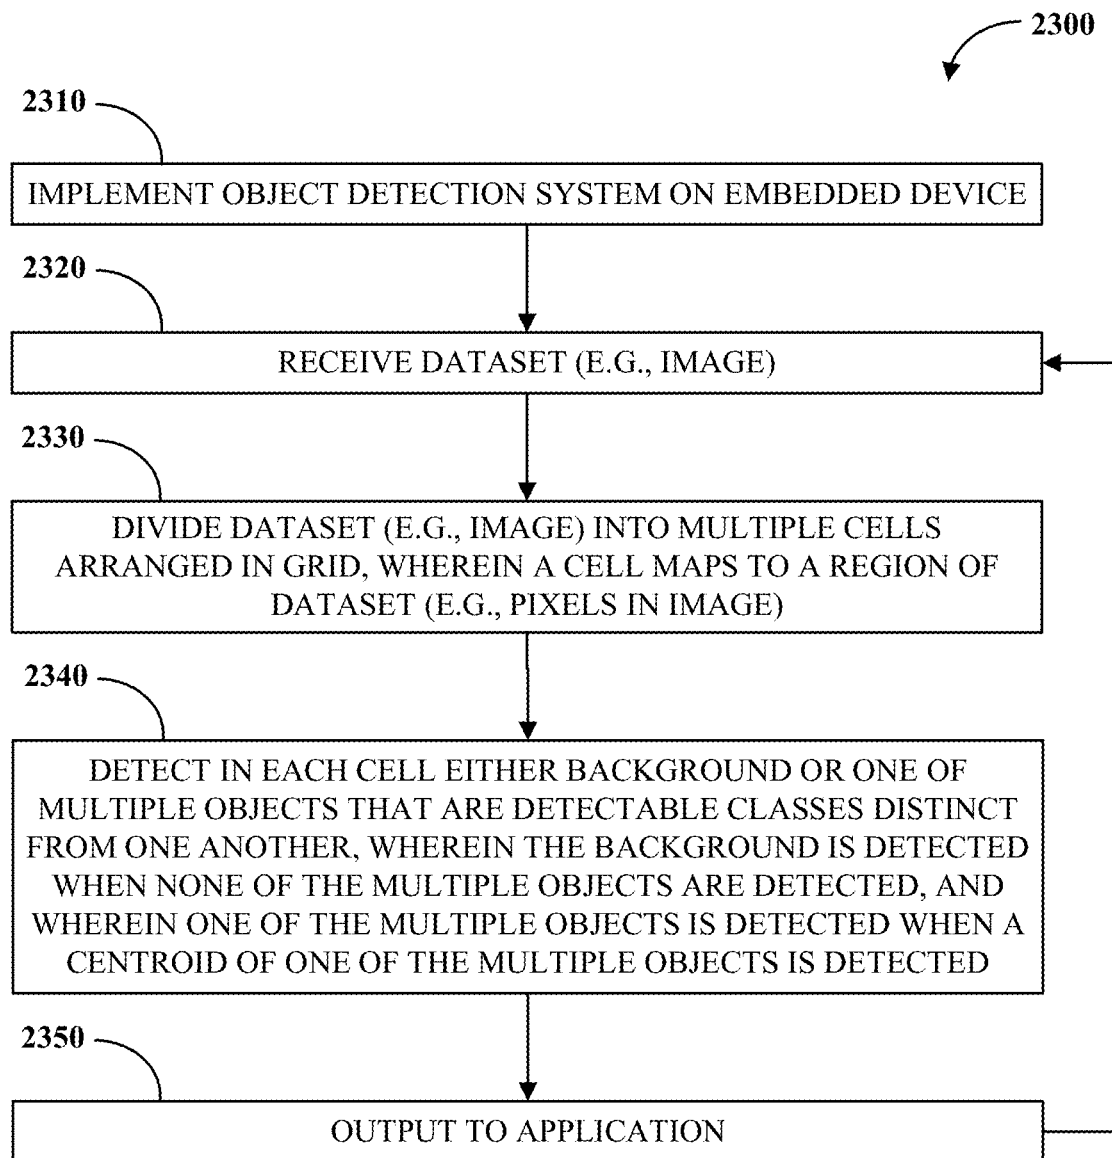 2300
2310
IMPLEMENT OBJECT DETECTION SYSTEM ON EMBEDDED DEVICE
2320
RECEIVE DATASET (E.G., IMAGE)
2330
DIVIDE DATASET (E.G., IMAGE) INTO MULTIPLE CELLS
ARRANGED IN GRID, WHEREIN A CELL MAPS TO A REGION OF
DATASET (E.G., PIXELS IN IMAGE)
2340
DETECT IN EACH CELL EITHER BACKGROUND OR ONE OF
MULTIPLE OBJECTS THAT ARE DETECTABLE CLASSES DISTINCT
FROM ONE ANOTHER, WHEREIN THE BACKGROUND IS DETECTED
WHEN NONE OF THE MULTIPLE OBJECTS ARE DETECTED, AND
WHEREIN ONE OF THE MULTIPLE OBJECTS IS DETECTED WHEN A
CENTROID OF ONE OF THE MULTIPLE OBJECTS IS DETECTED
2350
OUTPUT TO APPLICATION